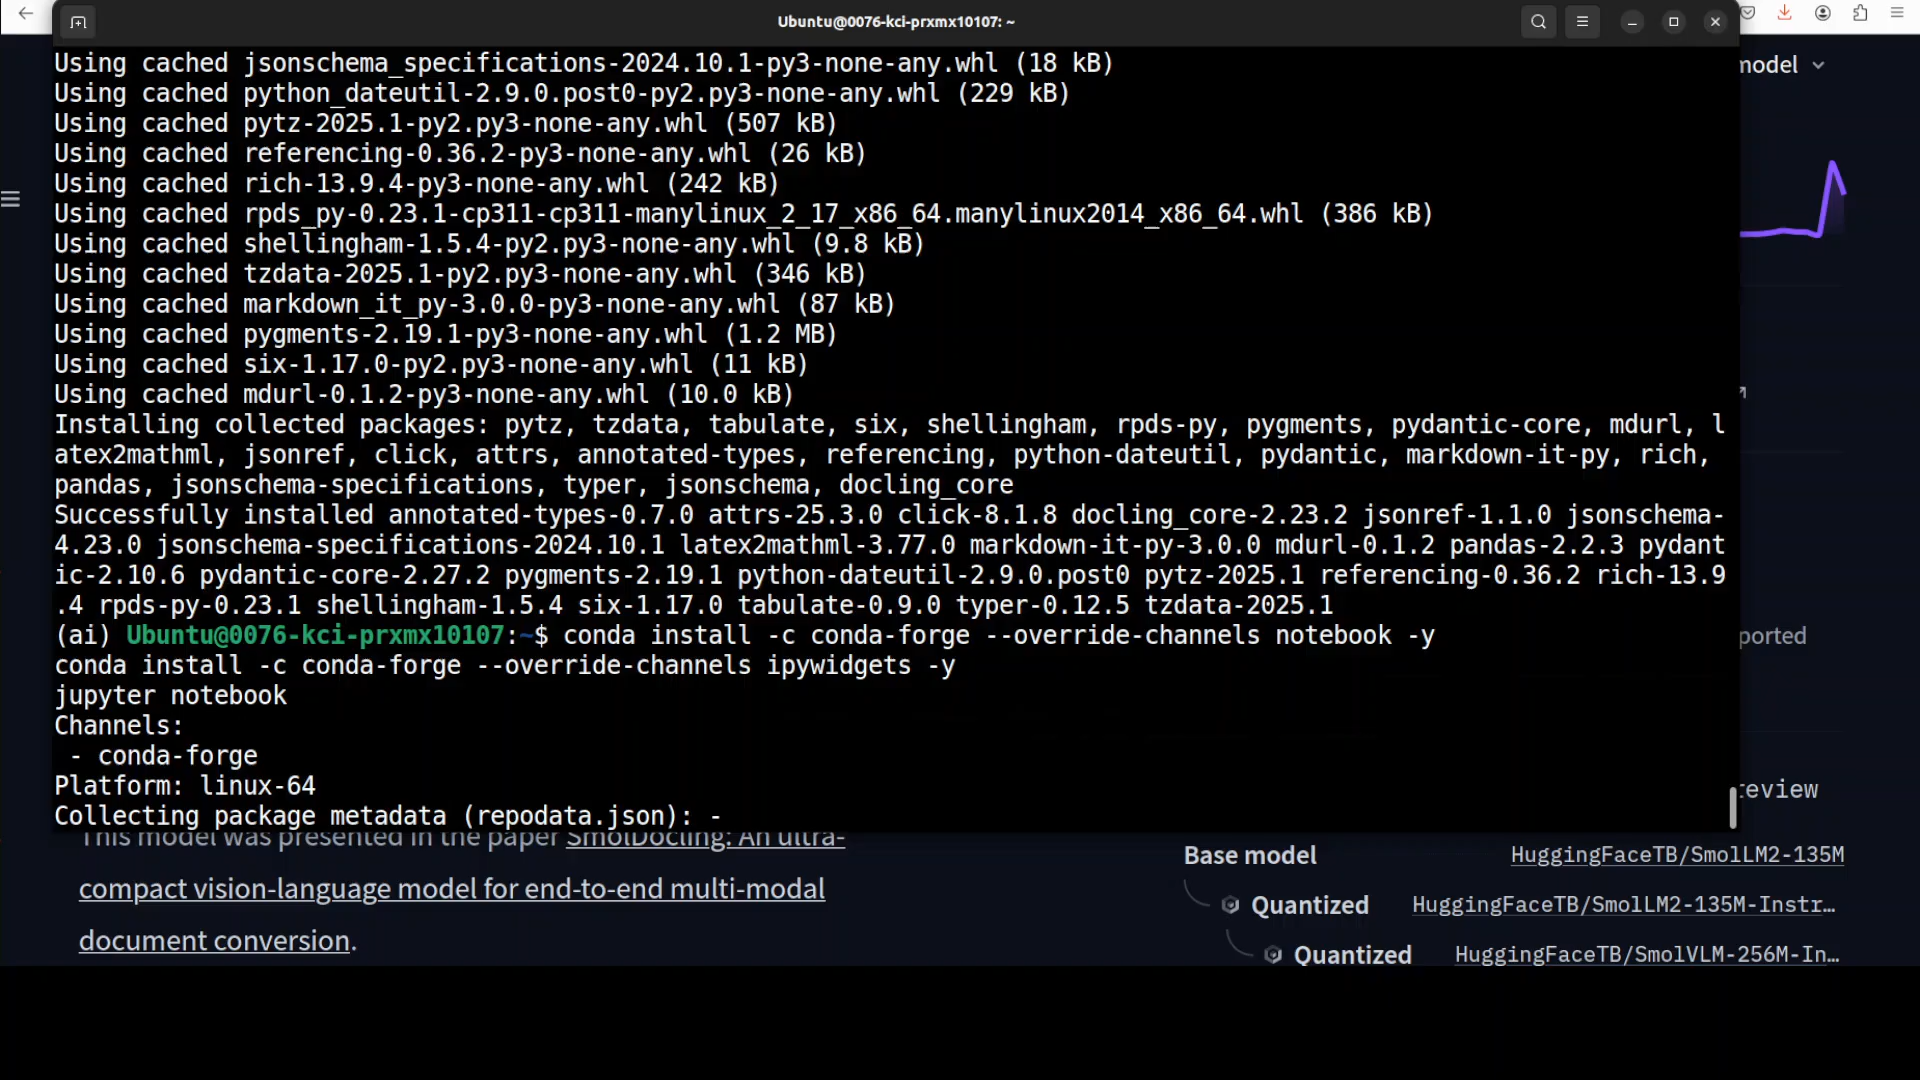 Ubuntu@0076-kci-prxmx10107: ~
Using cached jsonschema_specifications-2024.10.1-py3-none-any.whl (18 kB)
Using cached python_dateutil-2.9.0.post0-py2.py3-none-any.whl (229 kB)
Using cached pytz-2025.1-py2.py3-none-any.whl (507 kB)
Using cached referencing-0.36.2-py3-none-any.whl (26 kB)
Using cached rich-13.9.4-py3-none-any.whl (242 kB)
Using cached rpds_py-0.23.1-cp311-cp311-manylinux_2_17_x86_64.manylinux2014_x86_64.whl (386 kB)
Using cached shellingham-1.5.4-py2.py3-none-any.whl (9.8 kB)
Using cached tzdata-2025.1-py2.py3-none-any.whl (346 kB)
Using cached markdown_it_py-3.0.0-py3-none-any.whl (87 kB)
Using cached pygments-2.19.1-py3-none-any.whl (1.2 MB)
Using cached six-1.17.0-py2.py3-none-any.whl (11 kB)
Using cached mdurl-0.1.2-py3-none-any.whl (10.0 kB)
Installing collected packages: pytz, tzdata, tabulate, six, shellingham, rpds-py, pygments, pydantic-core, mdurl, l
atex2mathml, jsonref, click, attrs, annotated-types, referencing, python-dateutil, pydantic, markdown-it-py, rich,
pandas, jsonschema-specifications, typer, jsonschema, docling_core
Successfully installed annotated-types-0.7.0 attrs-25.3.0 click-8.1.8 docling_core-2.23.2 jsonref-1.1.0 jsonschema-
4.23.0 jsonschema-specifications-2024.10.1 latex2mathml-3.77.0 markdown-it-py-3.0.0 mdurl-0.1.2 pandas-2.2.3 pydant
ic-2.10.6 pydantic-core-2.27.2 pygments-2.19.1 python-dateutil-2.9.0.post0 pytz-2025.1 referencing-0.36.2 rich-13.9
.4 rpds-py-0.23.1 shellingham-1.5.4 six-1.17.0 tabulate-0.9.0 typer-0.12.5 tzdata-2025.1
(ai) Ubuntu@0076-kci-prxmx10107:~$ conda install -c conda-forge --override-channels notebook -y
conda install -c conda-forge --override-channels ipywidgets -y
jupyter notebook
Channels:
 - conda-forge
Platform: linux-64
Collecting package metadata (repodata.json): -
model
ported
review
This model was presented in the paper SmolDocling: An ultra-
compact vision-language model for end-to-end multi-modal
document conversion.
Base model HuggingFaceTB/SmolLM2-135M
Quantized HuggingFaceTB/SmolLM2-135M-Instr…
Quantized HuggingFaceTB/SmolVLM-256M-In…